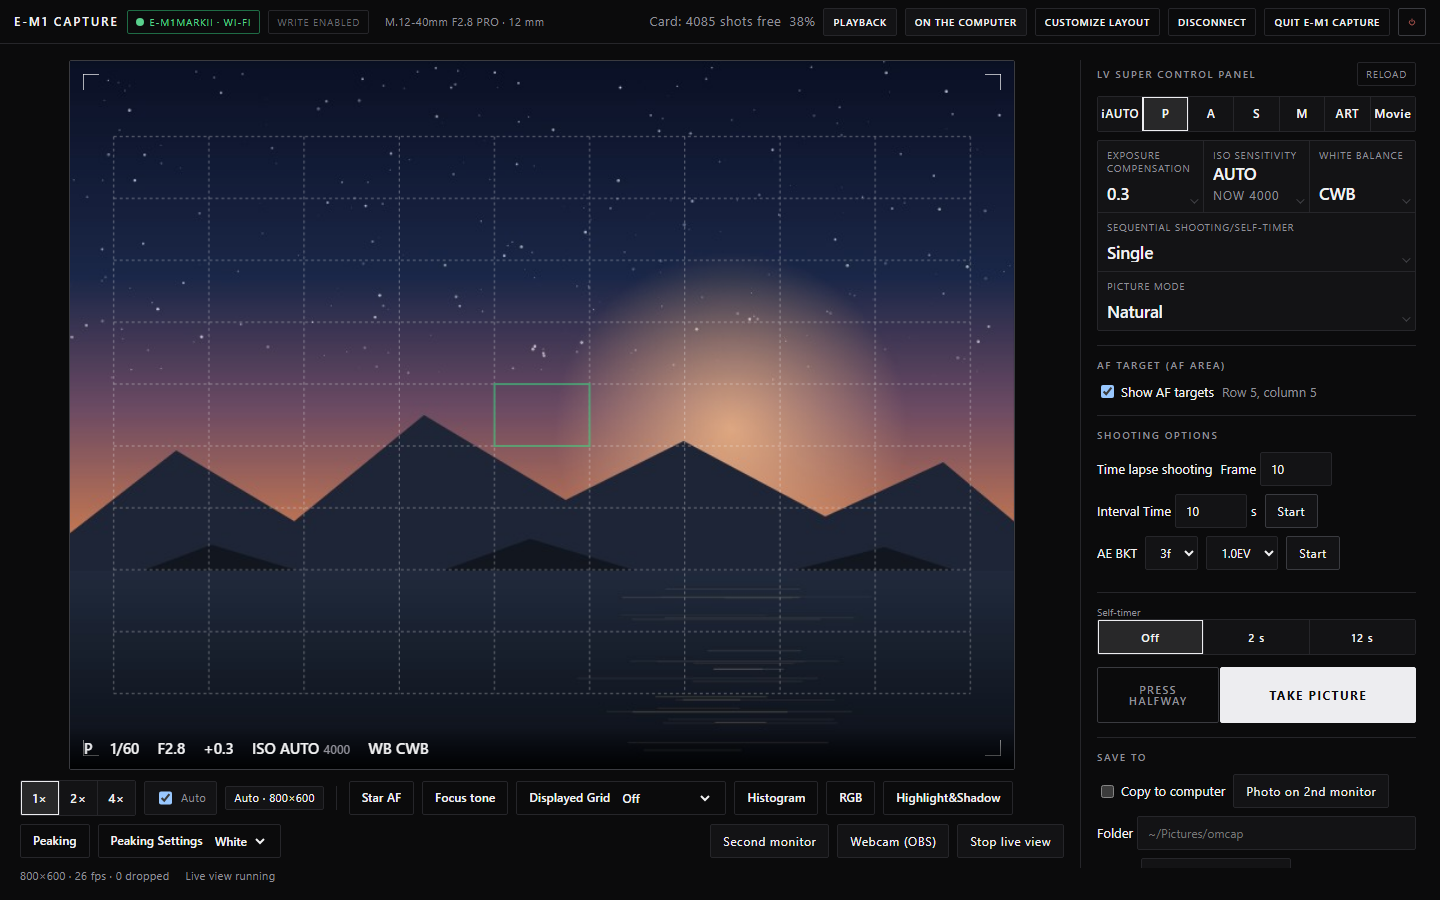 E-M1 CAPTURE
E-M1MARKII · WI-FI
WRITE ENABLED
M.12-40mm F2.8 PRO · 12 mm
Card: 4085 shots free 38%
PLAYBACK
ON THE COMPUTER
CUSTOMIZE LAYOUT
DISCONNECT
QUIT E-M1 CAPTURE
P 1/60 F2.8 +0.3 ISO AUTO 4000 WB CWB
1× 2× 4×
Auto
Auto · 800×600
Star AF
Focus tone
Displayed Grid Off
Histogram
RGB
Highlight&Shadow
Peaking
Peaking Settings White
Second monitor
Webcam (OBS)
Stop live view
800×600 · 26 fps · 0 dropped Live view running
LV SUPER CONTROL PANEL
RELOAD
iAUTO P A S M ART Movie
EXPOSURE
COMPENSATION
0.3
ISO SENSITIVITY
AUTO
NOW 4000
WHITE BALANCE
CWB
SEQUENTIAL SHOOTING/SELF-TIMER
Single
PICTURE MODE
Natural
AF TARGET (AF AREA)
Show AF targets Row 5, column 5
SHOOTING OPTIONS
Time lapse shooting Frame 10
Interval Time 10 s Start
AE BKT 3f 1.0EV Start
Self-timer
Off 2 s 12 s
PRESS
HALFWAY
TAKE PICTURE
SAVE TO
Copy to computer Photo on 2nd monitor
Folder ~/Pictures/omcap